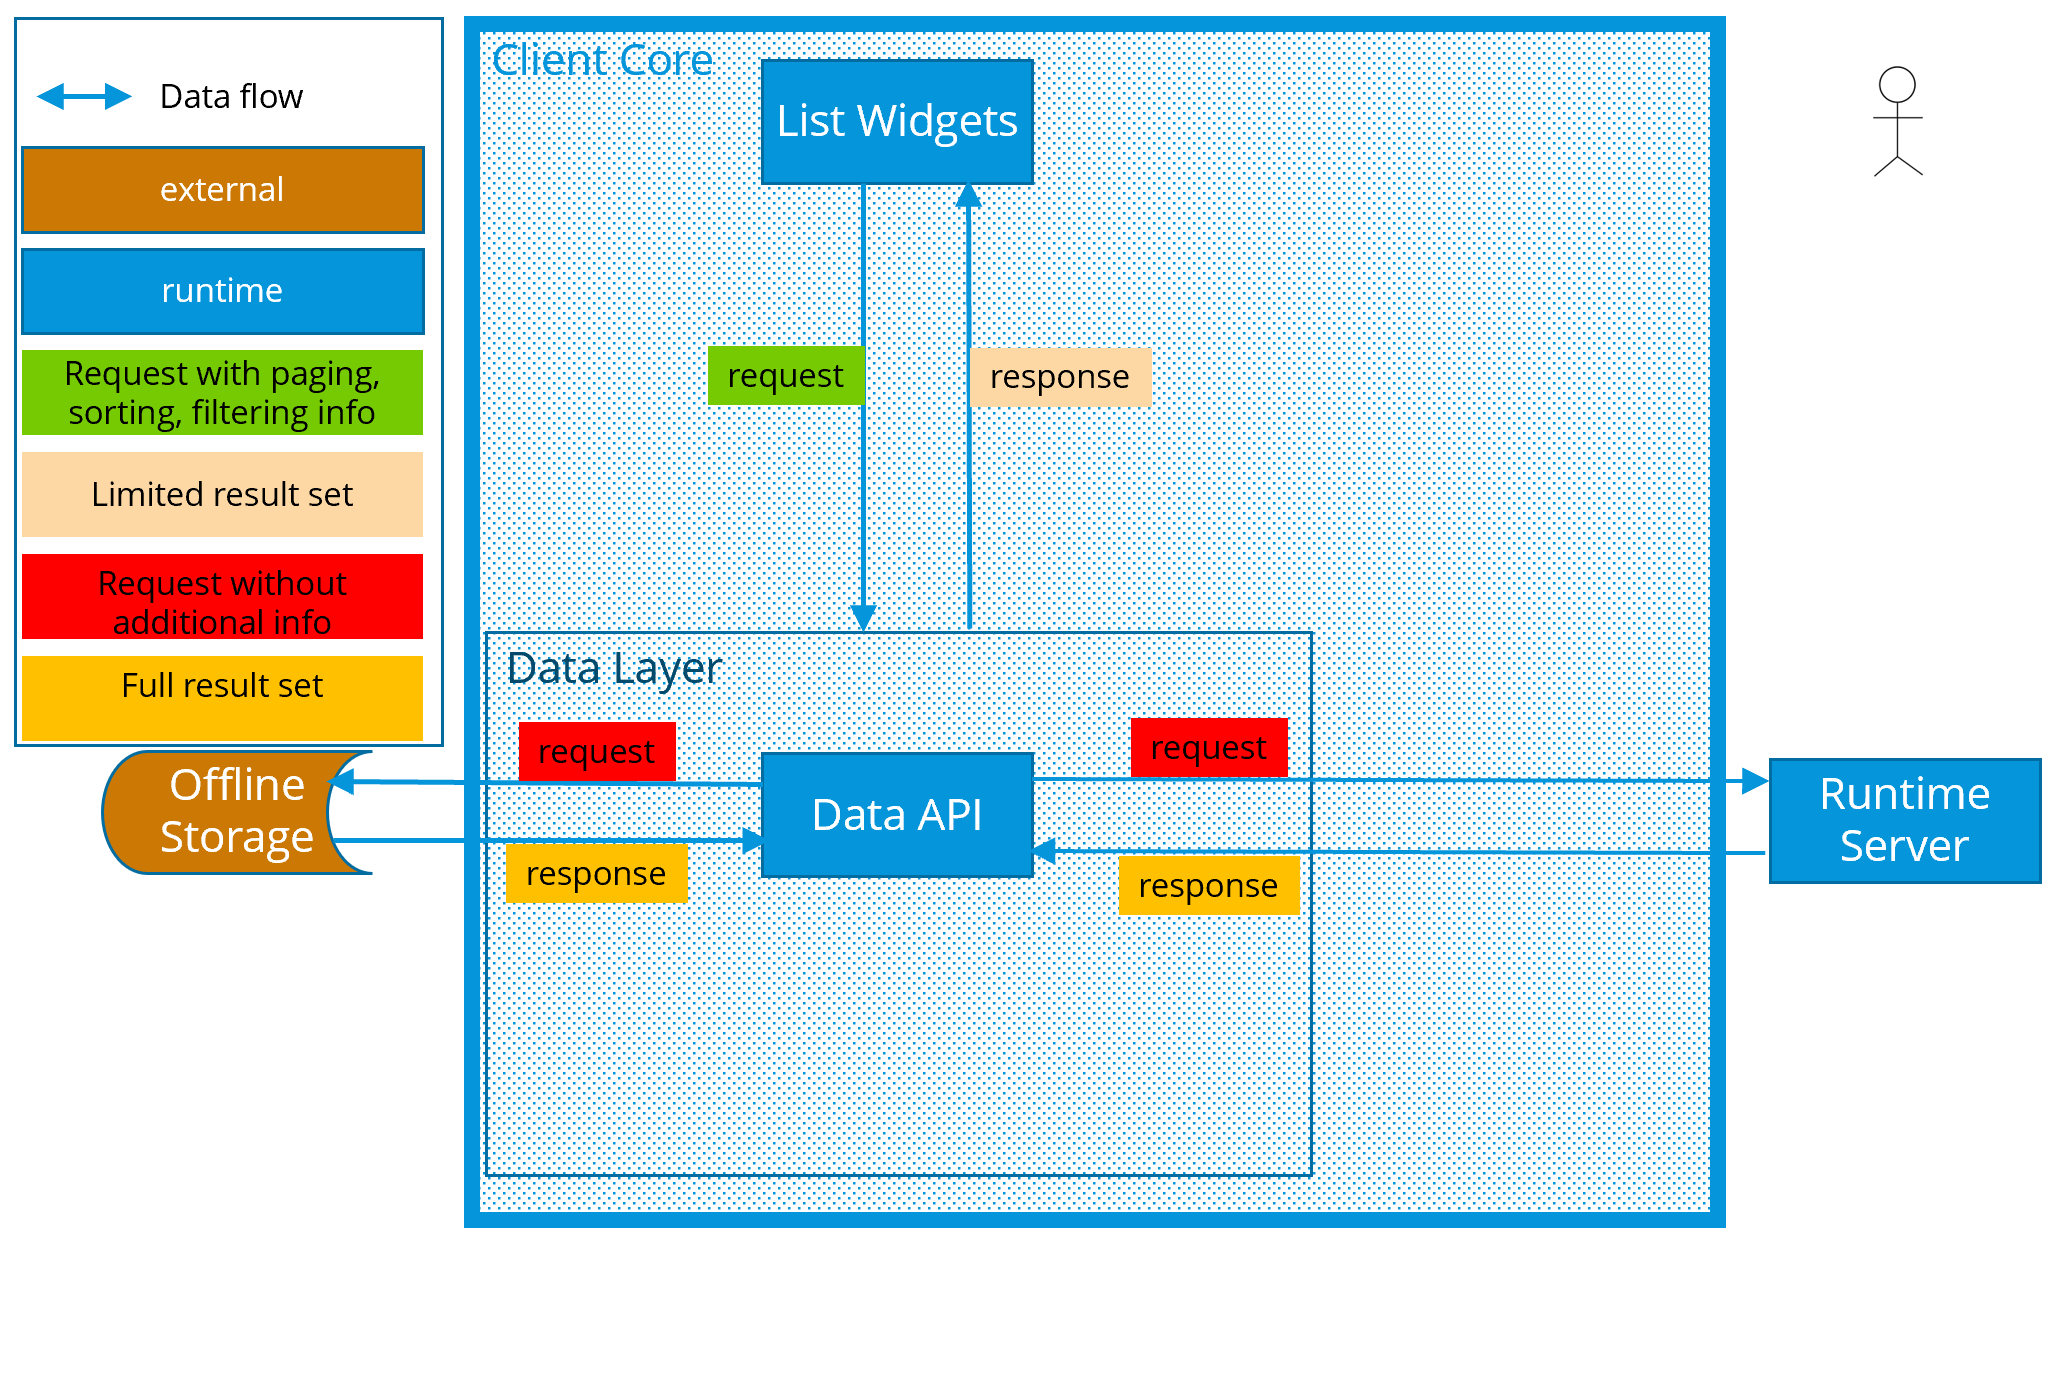 Data flow
external
runtime
Request with paging,
sorting, filtering info
Limited result set
Request without
additional info
Full result set
Client Core
List Widgets
request
response
Data Layer
request
request
Offline
Storage
Data API
Runtime
Server
response
response